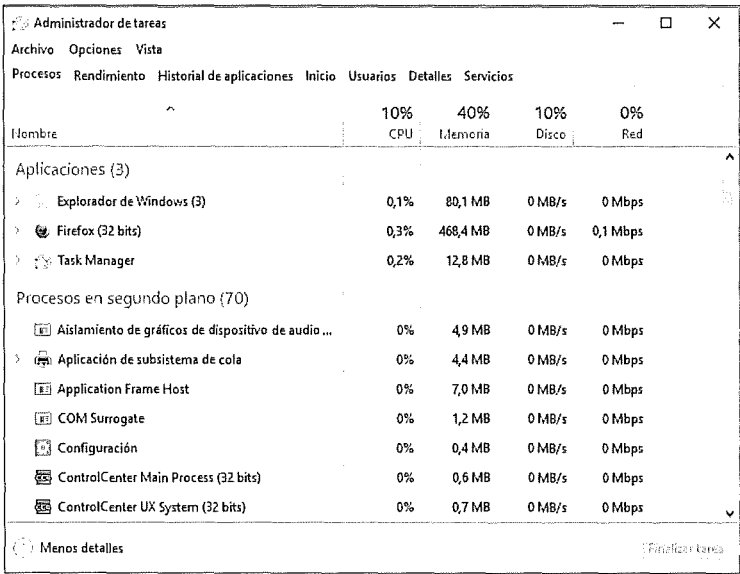 Administrador de tareas
Archivo Opciones Vista
Procesos Rendimiento Historial de aplicaciones Inicio Usuarios Detalles Servicios
10% 40% 10% 0%
Nombre CPU Memoria Disco Red
Aplicaciones (3)
Explorador de Windows (3) 0,1% 80,1 MB 0 MB/s 0 Mbps
Firefox (32 bits) 0,3% 468,4 MB 0 MB/s 0,1 Mbps
Task Manager 0,2% 12,8 MB 0 MB/s 0 Mbps
Procesos en segundo plano (70)
Aislamiento de gráficos de dispositivo de audio ... 0% 4,9 MB 0 MB/s 0 Mbps
Aplicación de subsistema de cola 0% 4,4 MB 0 MB/s 0 Mbps
Application Frame Host 0% 7,0 MB 0 MB/s 0 Mbps
COM Surrogate 0% 1,2 MB 0 MB/s 0 Mbps
Configuración 0% 0,4 MB 0 MB/s 0 Mbps
ControlCenter Main Process (32 bits) 0% 0,6 MB 0 MB/s 0 Mbps
ControlCenter UX System (32 bits) 0% 0,7 MB 0 MB/s 0 Mbps
Menos detalles Finalizar tarea